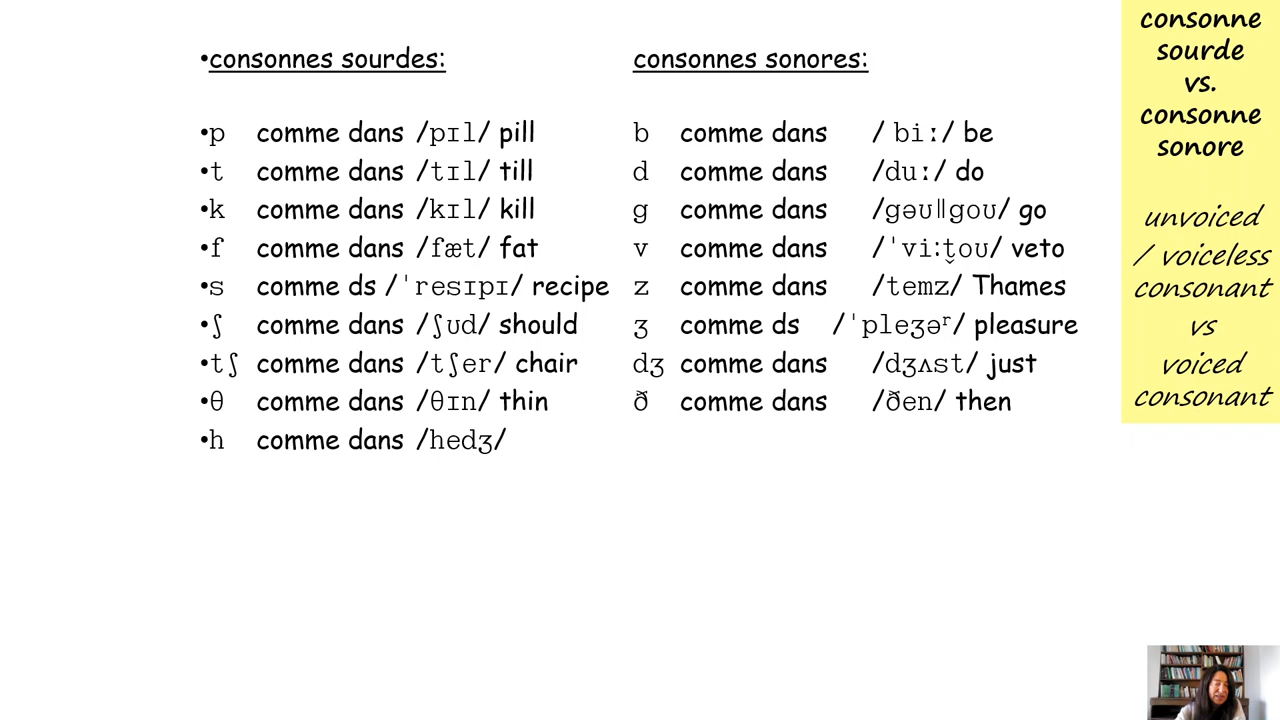 •consonnes sourdes: consonnes sonores:
•p comme dans /pɪl/ pill b comme dans / biː/ be
•t comme dans /tɪl/ till d comme dans /duː/ do
•k comme dans /kɪl/ kill g comme dans /gəʊ‖goʊ/ go
•f comme dans /fæt/ fat v comme dans /ˈviːt̬oʊ/ veto
•s comme ds /ˈresɪpɪ/ recipe z comme dans /temz/ Thames
•ʃ comme dans /ʃʊd/ should ʒ comme ds /ˈpleʒəʳ/ pleasure
•tʃ comme dans /tʃer/ chair dʒ comme dans /dʒʌst/ just
•θ comme dans /θɪn/ thin ð comme dans /ðen/ then
•h comme dans /hedʒ/
consonne
sourde
vs.
consonne
sonore
unvoiced
/ voiceless
consonant
vs
voiced
consonant